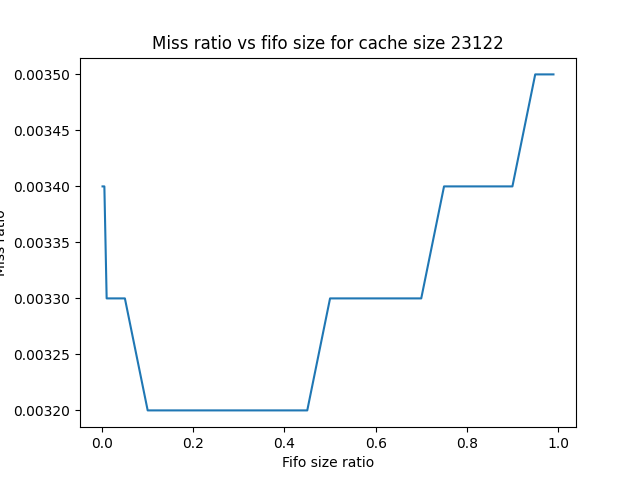 Miss ratio vs fifo size for cache size 23122
0.00350
0.00345
0.00340
0.00335
0.00330
0.00325
0.00320
Miss ratio
0.0 0.2 0.4 0.6 0.8 1.0
Fifo size ratio